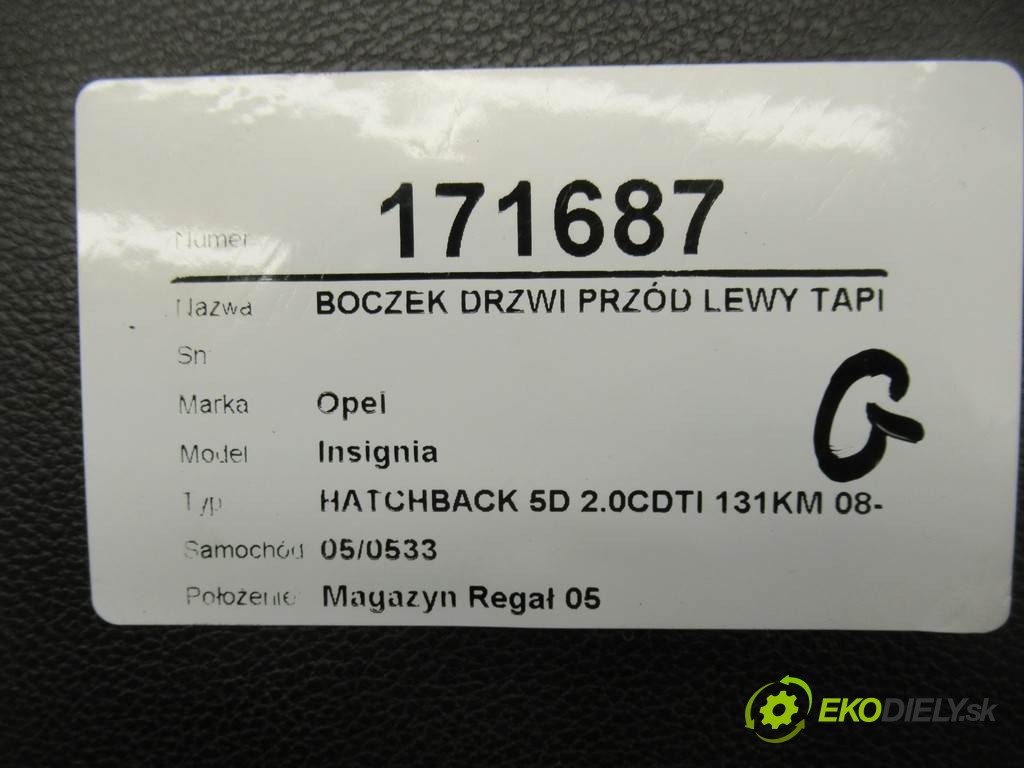 Numer 171687
Nazwa BOCZEK DRZWI PRZÓD LEWY TAPI
Sn
Marka Opel
Model Insignia
Typ HATCHBACK 5D 2.0CDTI 131KM 08-
Samochód 05/0533
Położenie Magazyn Regał 05
EKODIELY.sk